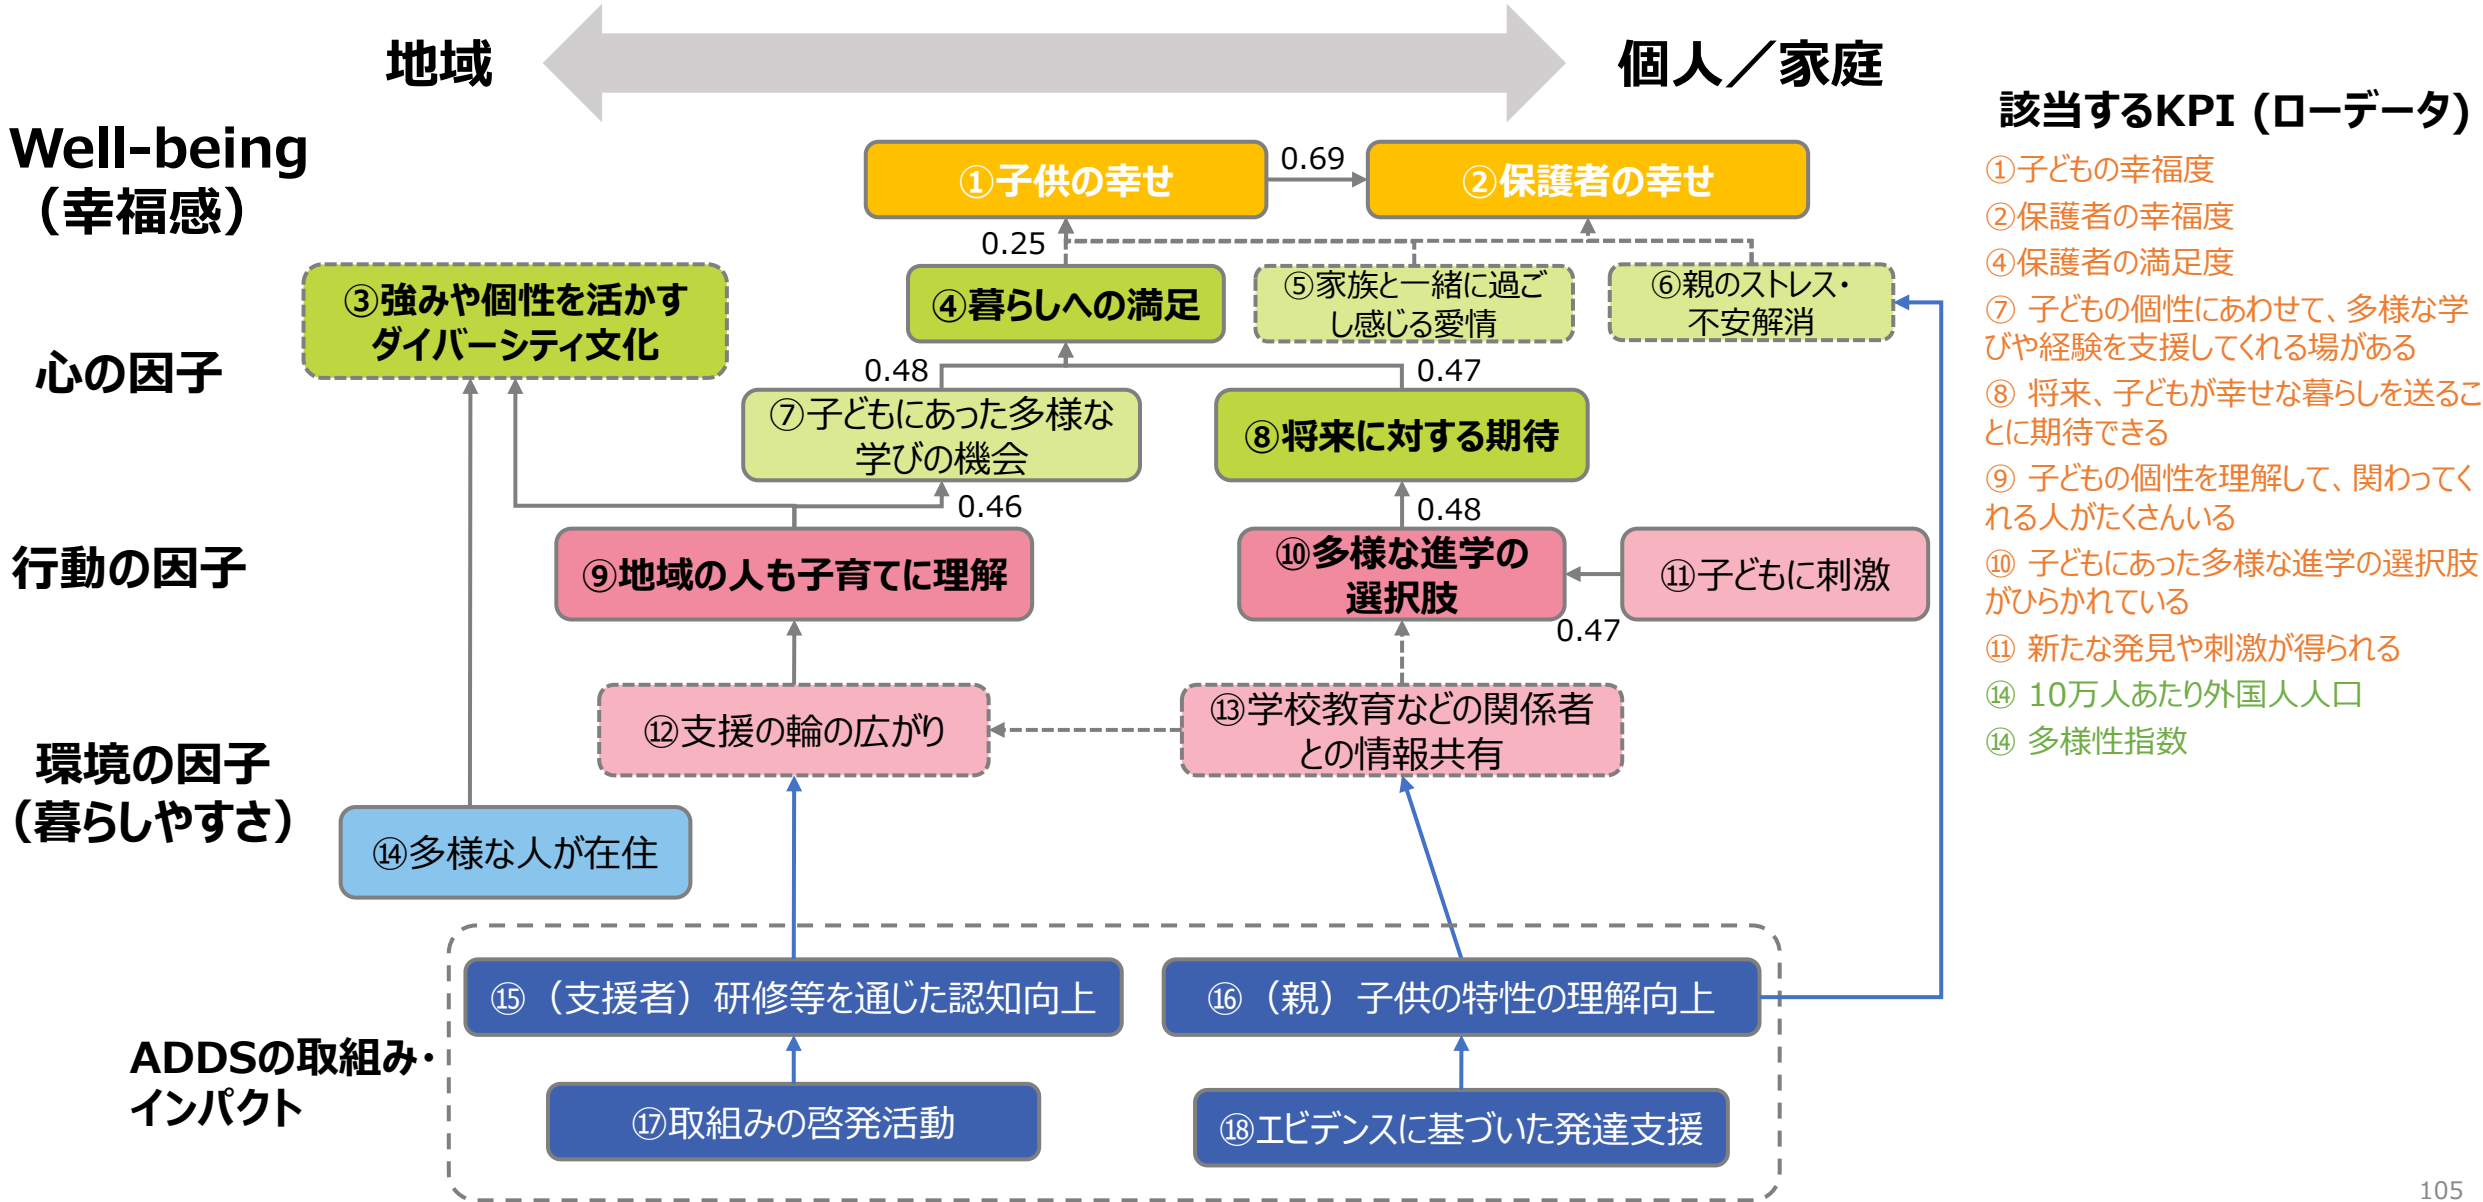 地域
個人／家庭
該当するKPI (ローデータ)
Well-being
（幸福感）
①子供の幸せ
0.69
②保護者の幸せ
0.25
③強みや個性を活かす
ダイバーシティ文化
④暮らしへの満足
⑤家族と一緒に過ご
し感じる愛情
⑥親のストレス・
不安解消
心の因子
0.48
0.47
⑦子どもにあった多様な
学びの機会
⑧将来に対する期待
0.46
0.48
行動の因子
⑨地域の人も子育てに理解
⑩多様な進学の
選択肢
⑪子どもに刺激
0.47
環境の因子
（暮らしやすさ）
⑫支援の輪の広がり
⑬学校教育などの関係者
との情報共有
⑭多様な人が在住
ADDSの取組み・
インパクト
⑮（支援者）研修等を通じた認知向上
⑯（親）子供の特性の理解向上
⑰取組みの啓発活動
⑱エビデンスに基づいた発達支援
①子どもの幸福度
②保護者の幸福度
④保護者の満足度
⑦ 子どもの個性にあわせて、多様な学
びや経験を支援してくれる場がある
⑧ 将来、子どもが幸せな暮らしを送るこ
とに期待できる
⑨ 子どもの個性を理解して、関わってく
れる人がたくさんいる
⑩ 子どもにあった多様な進学の選択肢
がひらかれている
⑪ 新たな発見や刺激が得られる
⑭ 10万人あたり外国人人口
⑭ 多様性指数
105